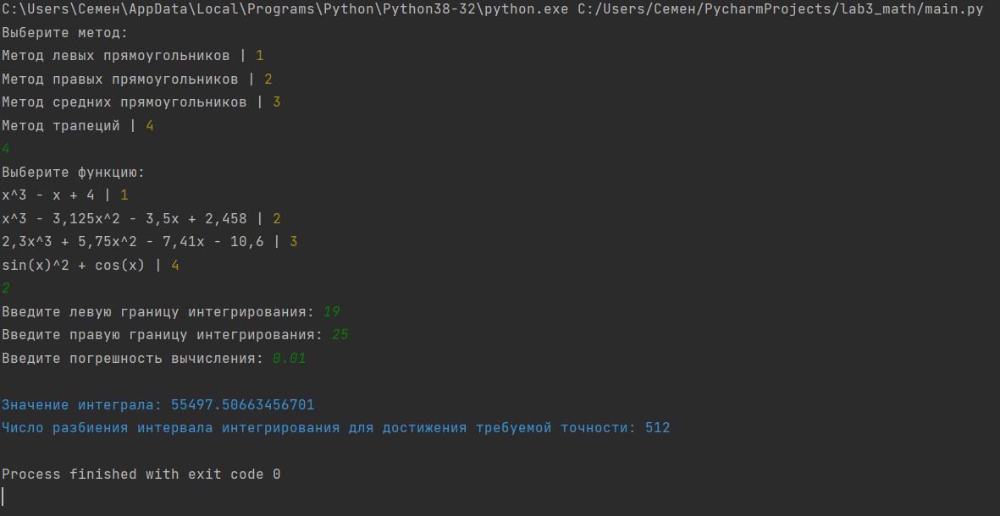 C:\Users\Семен\AppData\Local\Programs\Python\Python38-32\python.exe C:/Users/Семен/PycharmProjects/lab3_math/main.py
Выберите метод:
Метод левых прямоугольников | 1
Метод правых прямоугольников | 2
Метод средних прямоугольников | 3
Метод трапеций | 4
4
Выберите функцию:
x^3 - x + 4 | 1
x^3 - 3,125x^2 - 3,5x + 2,458 | 2
2,3x^3 + 5,75x^2 - 7,41x - 10,6 | 3
sin(x)^2 + cos(x) | 4
2
Введите левую границу интегрирования: 19
Введите правую границу интегрирования: 25
Введите погрешность вычисления: 0.01
Значение интеграла: 55497.50663456701
Число разбиения интервала интегрирования для достижения требуемой точности: 512
Process finished with exit code 0